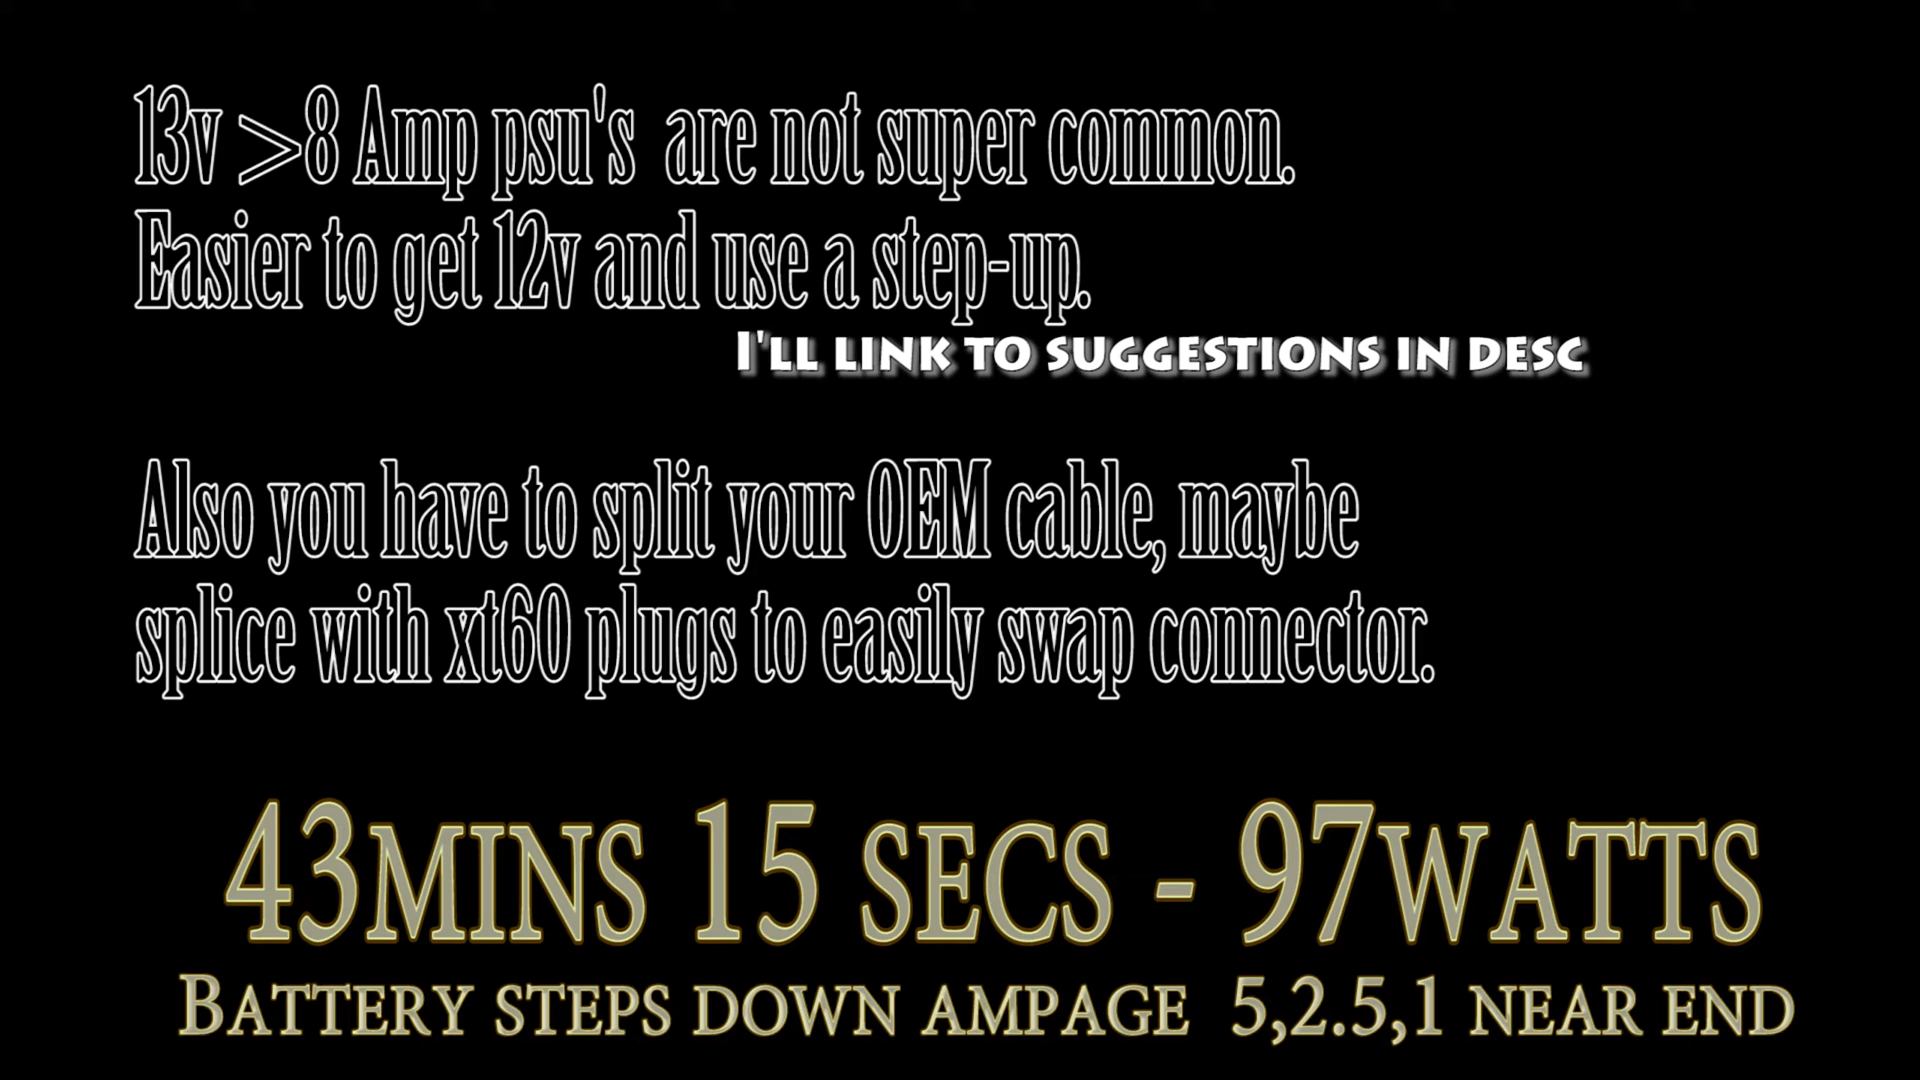 13v >8 Amp psu's are not super common.
Easier to get 12v and use a step-up.
I'll link to suggestions in desc
Also you have to split your OEM cable, maybe
splice with xt60 plugs to easily swap connector.
43mins 15 secs - 97watts
Battery steps down ampage 5,2.5,1 near end